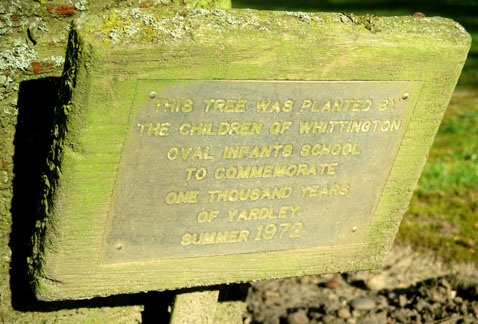 THIS TREE WAS PLANTED BY
THE CHILDREN OF WHITTINGTON
OVAL INFANTS SCHOOL
TO COMMEMORATE
ONE THOUSAND YEARS
OF YARDLEY
SUMMER 1972